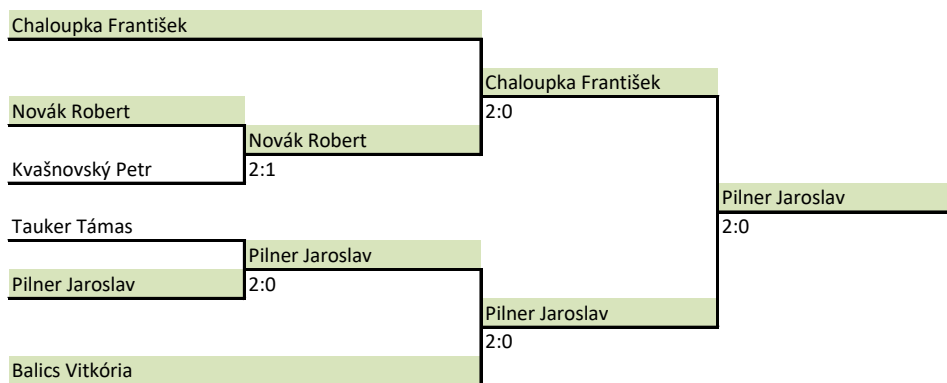 Chaloupka František
Chaloupka František
Novák Robert
2:0
Novák Robert
Kvašnovský Petr
2:1
Pilner Jaroslav
Tauker Támas
2:0
Pilner Jaroslav
Pilner Jaroslav
2:0
Pilner Jaroslav
2:0
Balics Vitkória